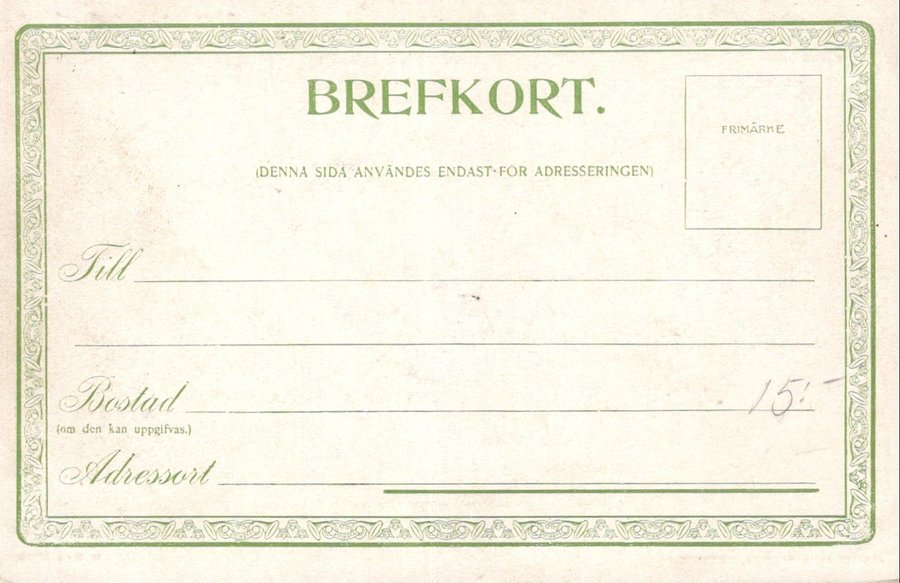 BREFKORT.
FRIMÄRKE
(DENNA SIDA ANVÄNDES ENDAST FÖR ADRESSERINGEN)
Till
Bostad
15:-
(om den kan uppgifvas.)
Adressort